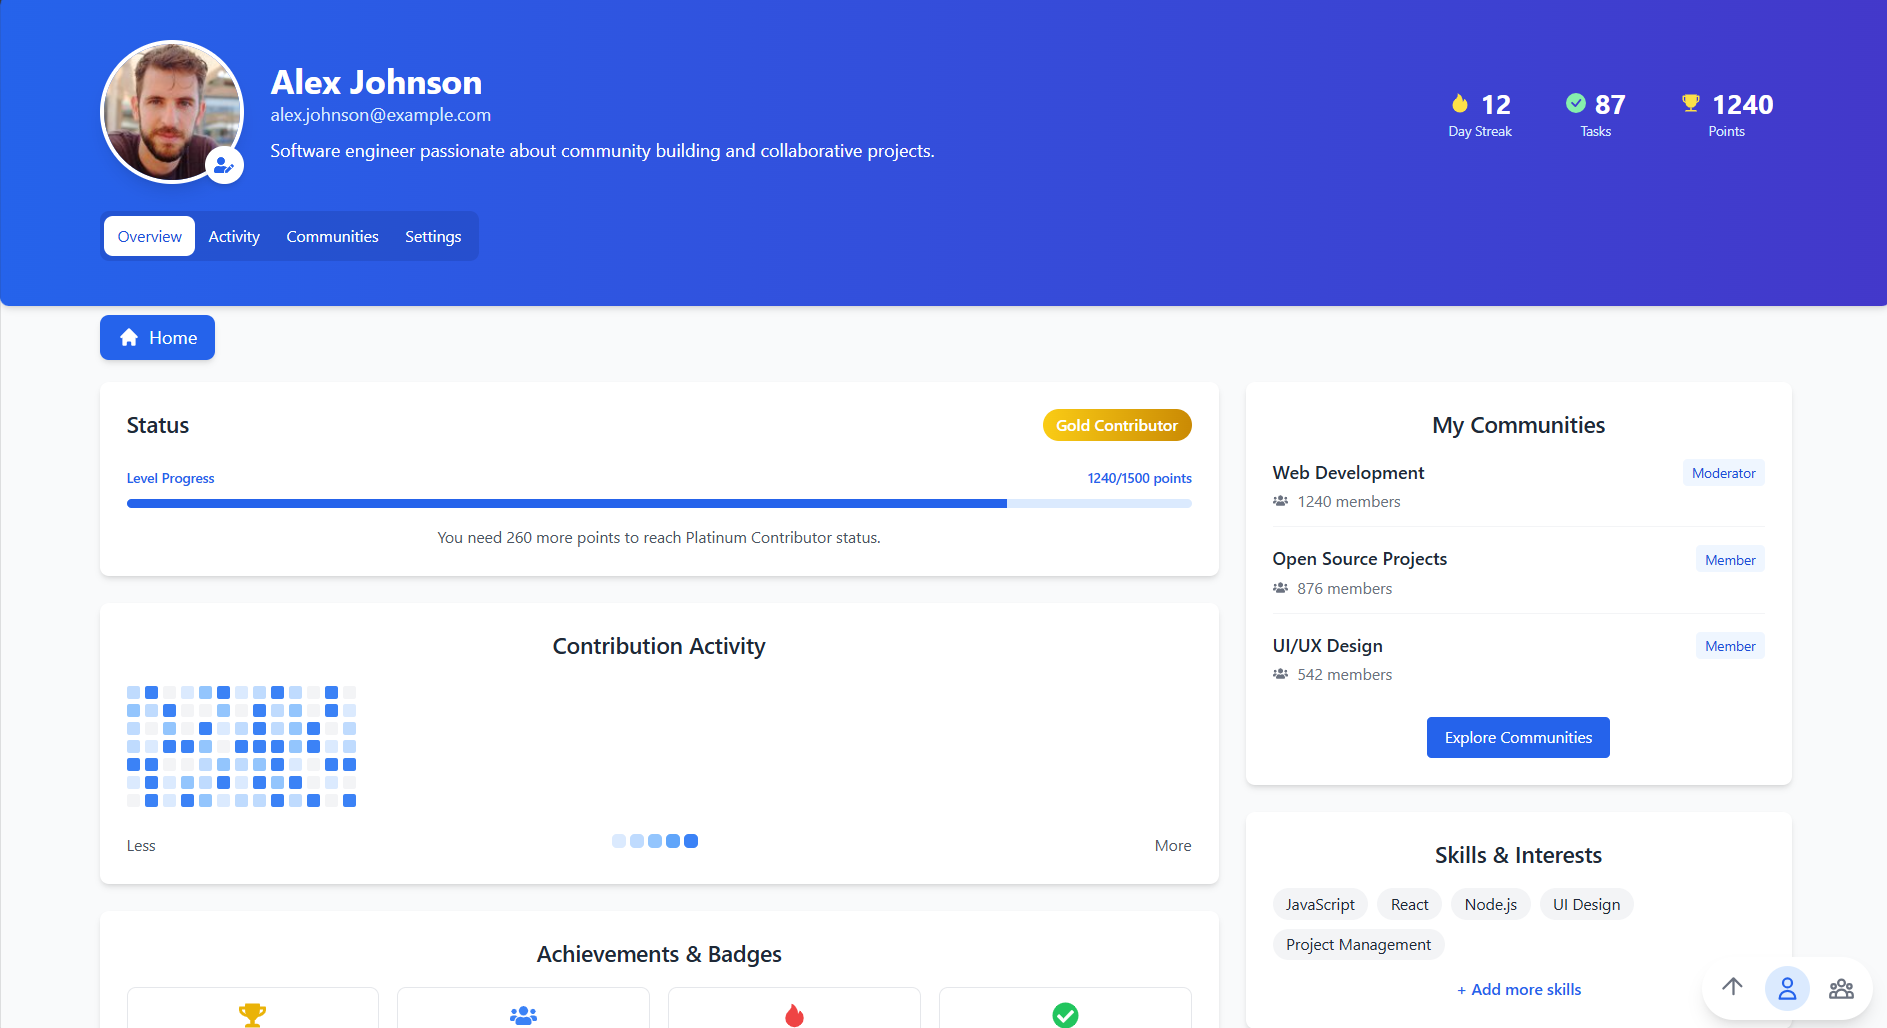 Alex Johnson
alex.johnson@example.com
Software engineer passionate about community building and collaborative projects.
12
Day Streak
87
Tasks
1240
Points
Overview
Activity
Communities
Settings
Home
Status
Gold Contributor
Level Progress
1240/1500 points
You need 260 more points to reach Platinum Contributor status.
Contribution Activity
Less
More
Achievements & Badges
My Communities
Web Development
Moderator
1240 members
Open Source Projects
Member
876 members
UI/UX Design
Member
542 members
Explore Communities
Skills & Interests
JavaScript
React
Node.js
UI Design
Project Management
+ Add more skills